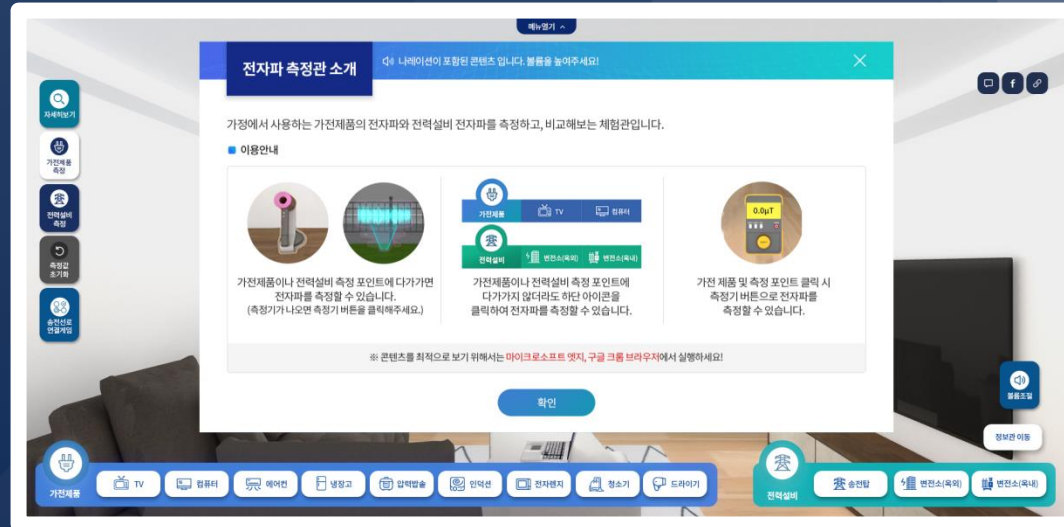 메뉴열기
전자파 측정관 소개
나레이션이 포함된 콘텐츠 입니다. 볼륨을 높여주세요!
자세히보기
가전제품
측정
전력설비
측정
측정값
초기화
송전선로
연결게임
가정에서 사용하는 가전제품의 전자파와 전력설비 전자파를 측정하고, 비교해보는 체험관입니다.
이용안내
가전제품이나 전력설비 측정 포인트에 다가가면
전자파를 측정할 수 있습니다.
(측정기가 나오면 측정기 버튼을 클릭해주세요.)
가전제품 TV 컴퓨터
전력설비 변전소(옥외) 변전소(옥내)
가전제품이나 전력설비 측정 포인트에
다가가지 않더라도 하단 아이콘을
클릭하여 전자파를 측정할 수 있습니다.
0.0μT
가전 제품 및 측정 포인트 클릭 시
측정기 버튼으로 전자파를
측정할 수 있습니다.
※ 콘텐츠를 최적으로 보기 위해서는 마이크로소프트 엣지, 구글 크롬 브라우저에서 실행하세요!
확인
볼륨조절
정보관 이동
가전제품 TV 컴퓨터 에어컨 냉장고 압력밥솥 인덕션 전자렌지 청소기 드라이기
전력설비 송전탑 변전소(옥외) 변전소(옥내)